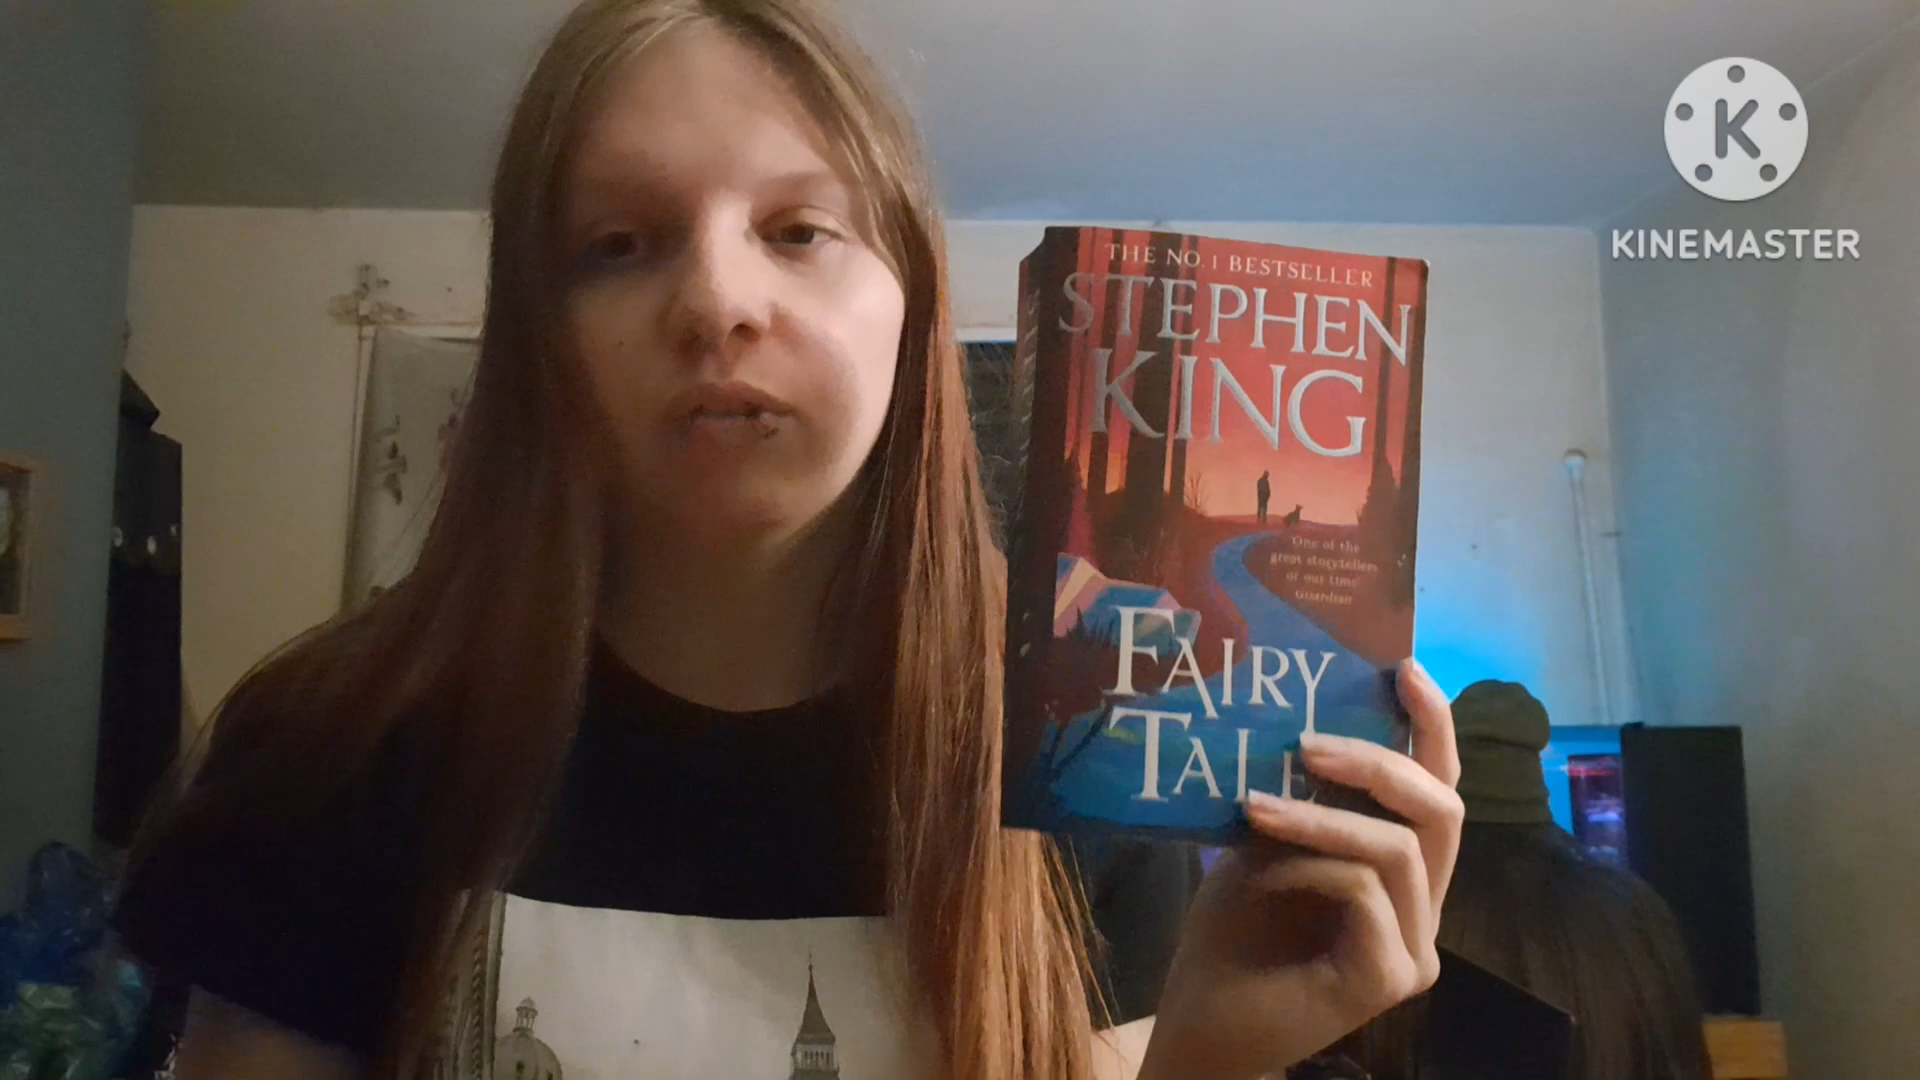 THE NO. 1 BESTSELLER
STEPHEN
KING
'One of the
great storytellers
of our time'
Guardian
FAIRY
TALE
K
KINEMASTER